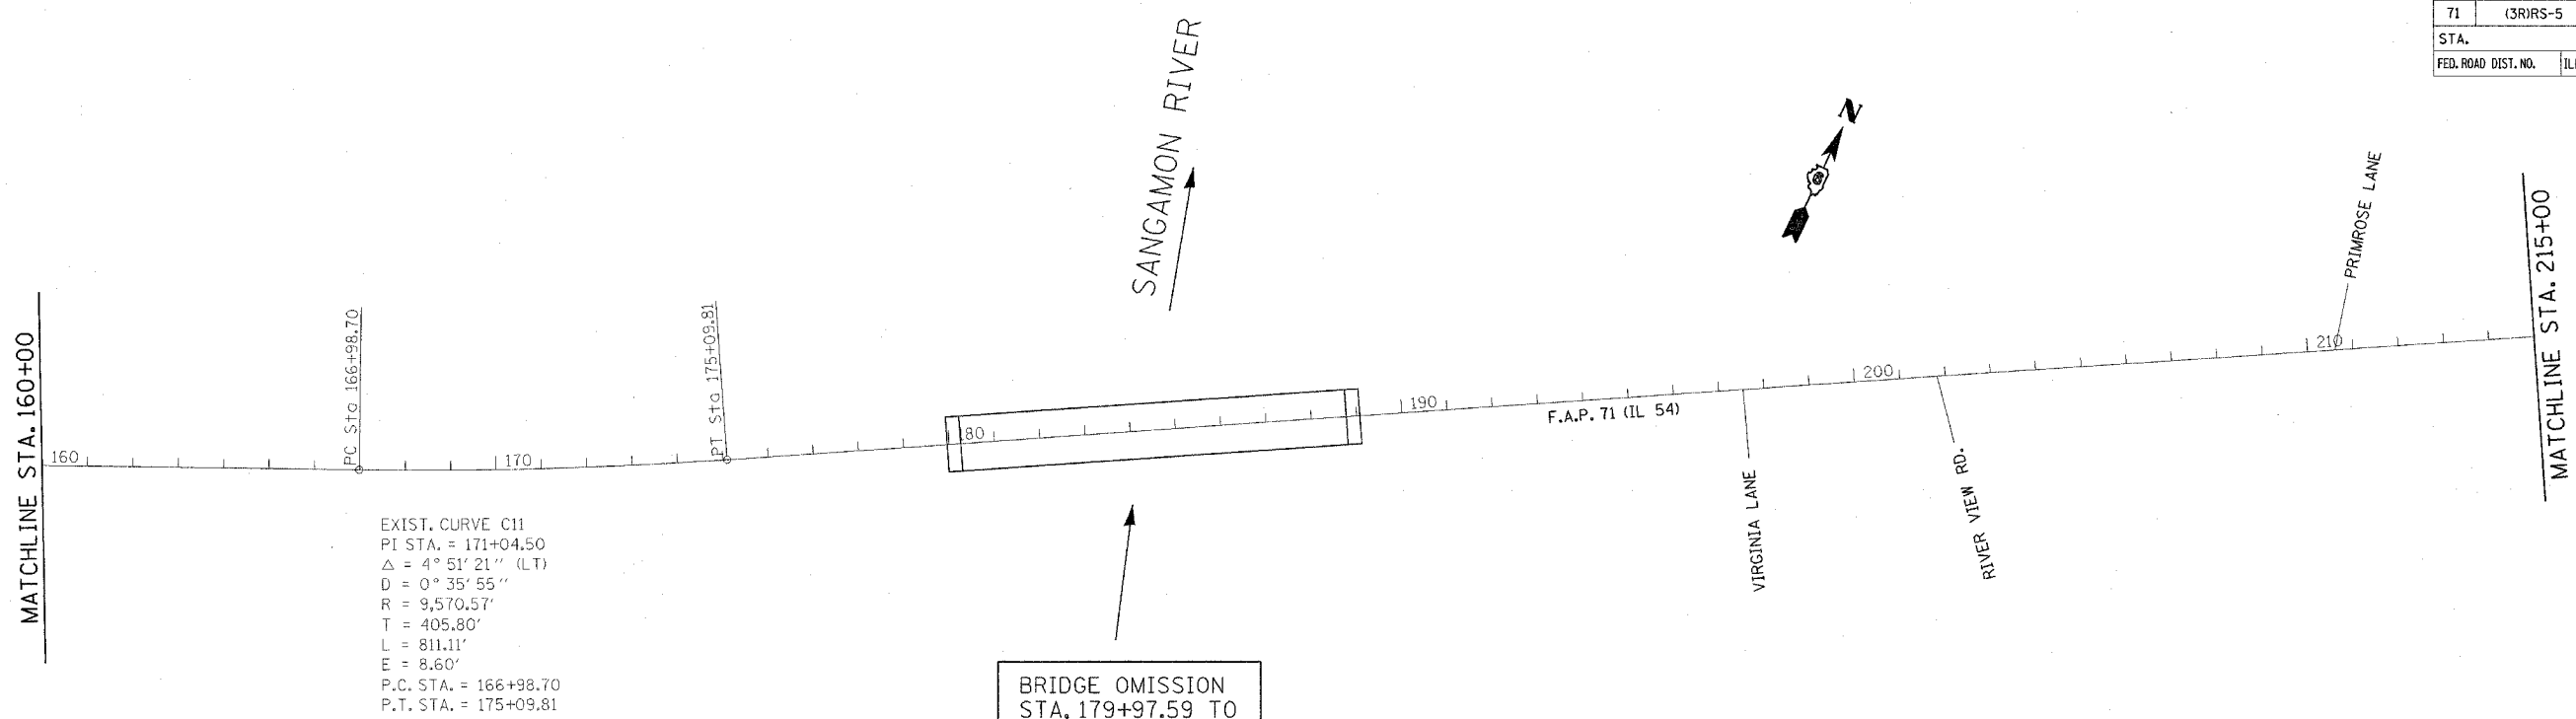 71 (3R)RS-5
STA.
FED. ROAD DIST. NO.
SANGAMON RIVER
N
PRIMROSE LANE
MATCHLINE STA. 215+00
MATCHLINE STA. 160+00
PC Sta 166+98.70
PT Sta 175+09.81
160
170
80
190
200
210
F.A.P. 71 (IL 54)
VIRGINIA LANE
RIVER VIEW RD.
EXIST. CURVE C11
PI STA. = 171+04.50
△ = 4° 51' 21" (LT)
D = 0° 35' 55"
R = 9,570.57'
T = 405.80'
L = 811.11'
E = 8.60'
P.C. STA. = 166+98.70
P.T. STA. = 175+09.81
BRIDGE OMISSION
STA. 179+97.59 TO